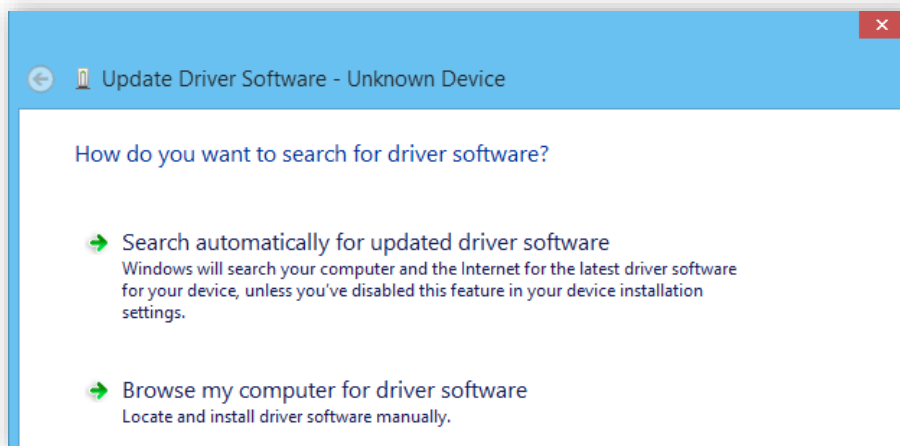 Update Driver Software - Unknown Device
How do you want to search for driver software?
Search automatically for updated driver software
Windows will search your computer and the Internet for the latest driver software
for your device, unless you've disabled this feature in your device installation
settings.
Browse my computer for driver software
Locate and install driver software manually.